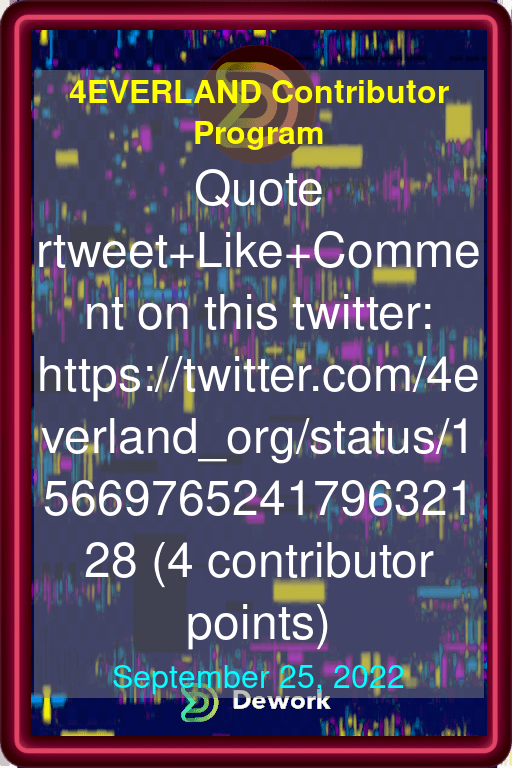 4EVERLAND Contributor
Program
Quote
rtweet+Like+Comme
nt on this twitter:
https://twitter.com/4e
verland_org/status/1
5669765241796321
28 (4 contributor
points)
September 25, 2022
Dework